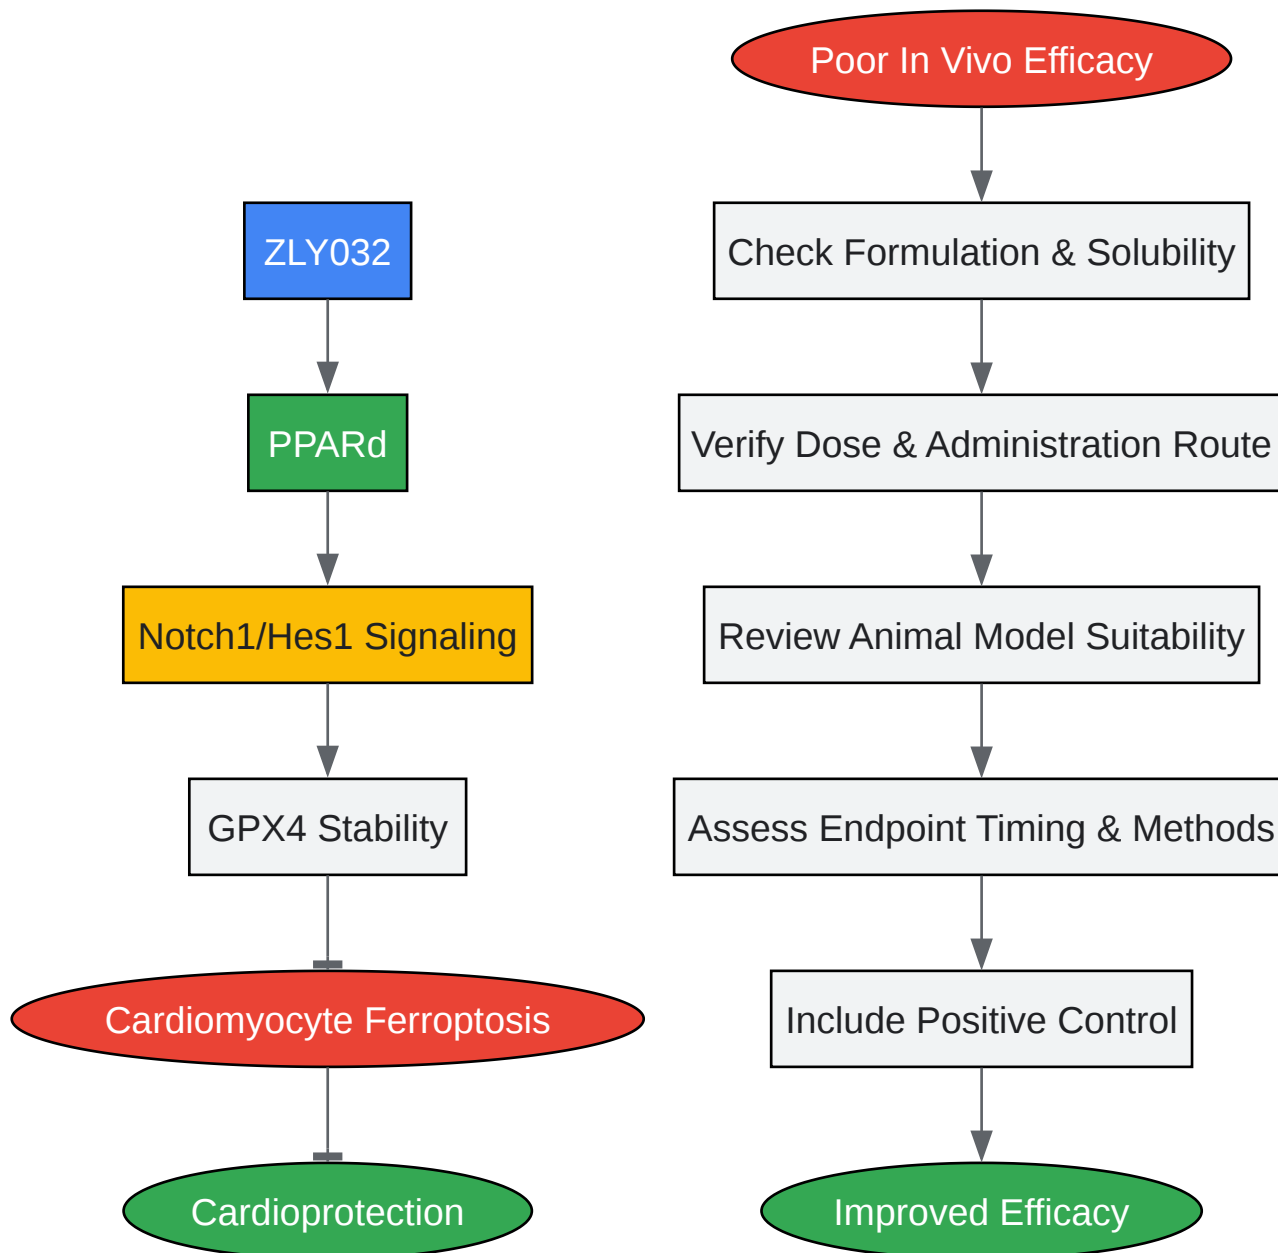 ZLY032
PPARd
Notch1/Hes1 Signaling
GPX4 Stability
Cardiomyocyte Ferroptosis
Cardioprotection
Poor In Vivo Efficacy
Check Formulation & Solubility
Verify Dose & Administration Route
Review Animal Model Suitability
Assess Endpoint Timing & Methods
Include Positive Control
Improved Efficacy